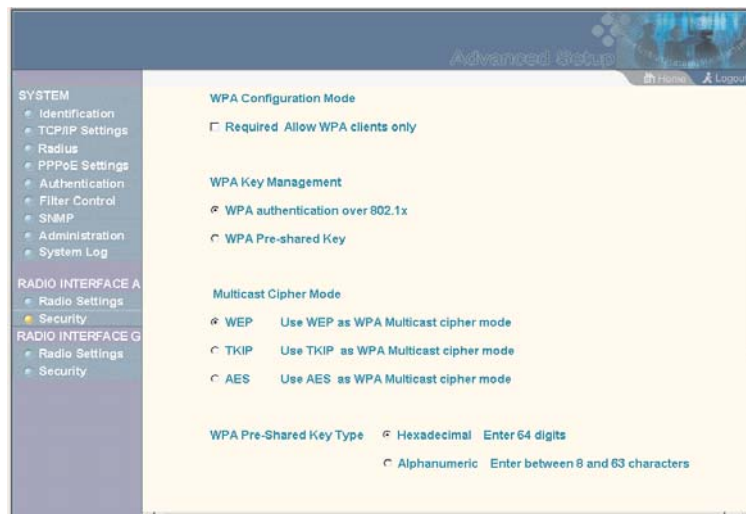 Advanced Setup
Home Logout
SYSTEM
Identification
TCP/IP Settings
Radius
PPPoE Settings
Authentication
Filter Control
SNMP
Administration
System Log
RADIO INTERFACE A
Radio Settings
Security
RADIO INTERFACE G
Radio Settings
Security
WPA Configuration Mode
Required Allow WPA clients only
WPA Key Management
WPA authentication over 802.1x
WPA Pre-shared Key
Multicast Cipher Mode
WEP Use WEP as WPA Multicast cipher mode
TKIP Use TKIP as WPA Multicast cipher mode
AES Use AES as WPA Multicast cipher mode
WPA Pre-Shared Key Type Hexadecimal Enter 64 digits
Alphanumeric Enter between 8 and 63 characters